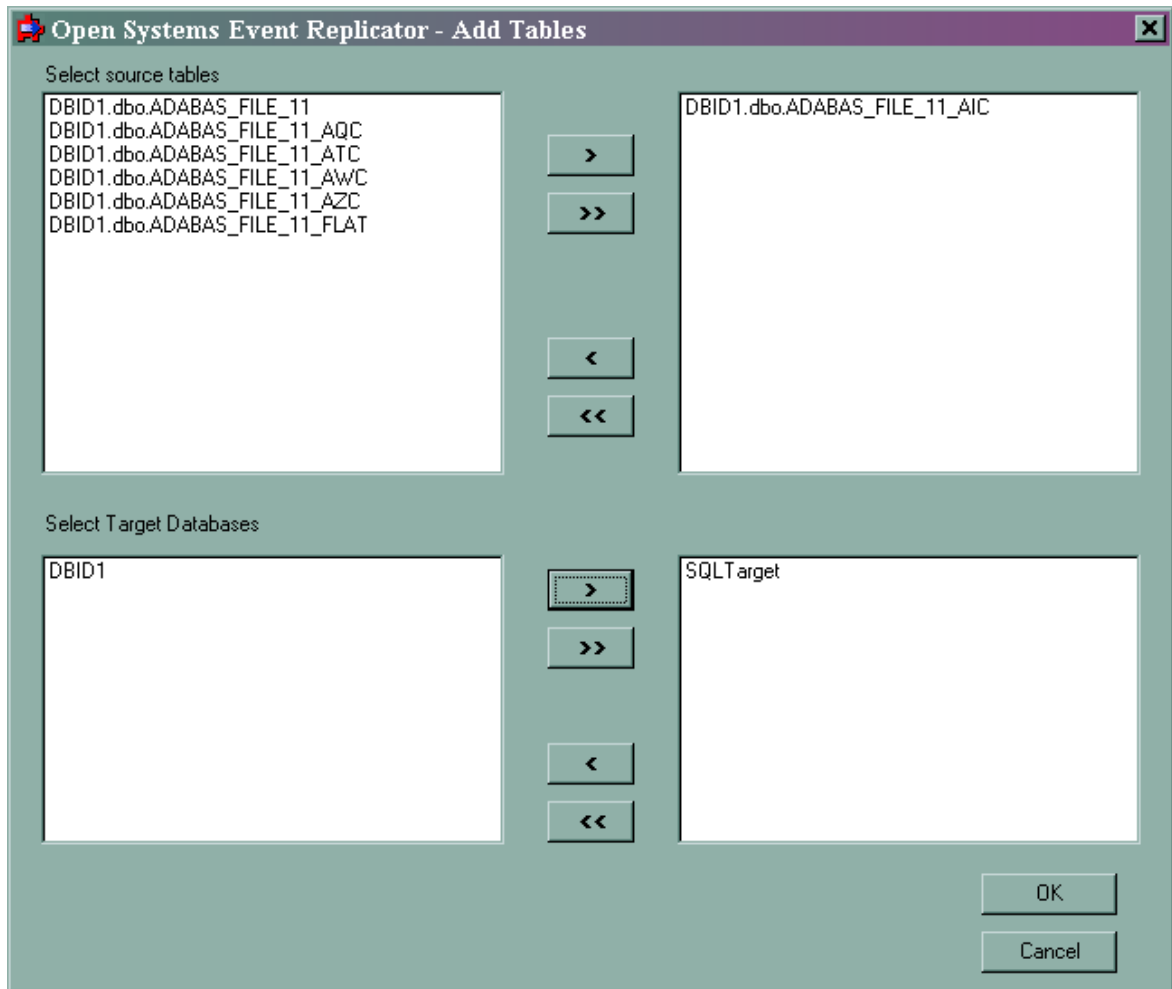 Open Systems Event Replicator - Add Tables
Select source tables
DBID1.dbo.ADABAS_FILE_11
DBID1.dbo.ADABAS_FILE_11_AQC
DBID1.dbo.ADABAS_FILE_11_ATC
DBID1.dbo.ADABAS_FILE_11_AWC
DBID1.dbo.ADABAS_FILE_11_AZC
DBID1.dbo.ADABAS_FILE_11_FLAT
>
>>
<
<<
DBID1.dbo.ADABAS_FILE_11_AIC
Select Target Databases
DBID1
>
>>
<
<<
SQLTarget
OK
Cancel